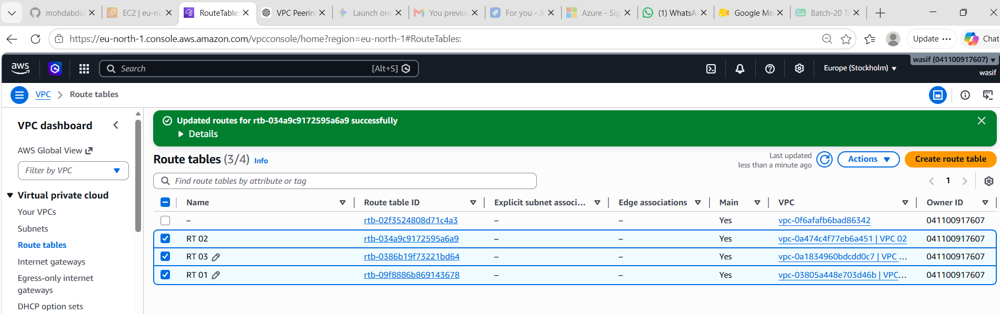 mohdabdul
EC2 | eu-no
RouteTables
VPC Peering
Launch one
You previou
For you - Ji
Azure - Sig
(1) WhatsA
Google Me
Batch-20 Ta
https://eu-north-1.console.aws.amazon.com/vpcconsole/home?region=eu-north-1#RouteTables:
Update
Chat
aws
Search
[Alt+S]
Europe (Stockholm)
wasif (041100917607)
wasif
VPC
Route tables
VPC dashboard
AWS Global View
Filter by VPC
Virtual private cloud
Your VPCs
Subnets
Route tables
Internet gateways
Egress-only internet
gateways
DHCP option sets
Updated routes for rtb-034a9c9172595a6a9 successfully
Details
Route tables (3/4) Info
Last updated
less than a minute ago
Actions
Create route table
Find route tables by attribute or tag
1
Name Route table ID Explicit subnet associ... Edge associations Main VPC Owner ID
– rtb-02f3524808d71c4a3 – – Yes vpc-0f6afafb6bad86342 041100917607
RT 02 rtb-034a9c9172595a6a9 – – Yes vpc-0a474c4f77eb6a451 | VPC 02 041100917607
RT 03 rtb-0386b19f73221bd64 – – Yes vpc-0a1834960bdcdd0c7 | VPC ... 041100917607
RT 01 rtb-09f8886b869143678 – – Yes vpc-03805a448e703d46b | VPC... 041100917607